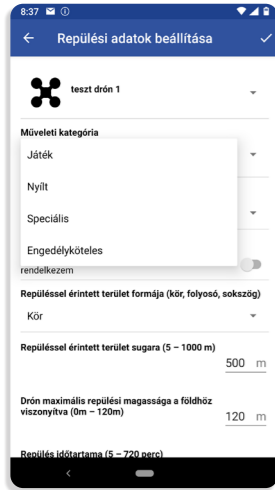 8:37
Repülési adatok beállítása
teszt drón 1
Műveleti kategória
Játék
Nyílt
Speciális
Engedélyköteles
rendelkezem
Repüléssel érintett terület formája (kör, folyosó, sokszög)
Kör
Repüléssel érintett terület sugara (5 – 1000 m)
500 m
Drón maximális repülési magassága a földhöz
viszonyítva (0m – 120m)
120 m
Repülés időtartama (5 – 720 perc)